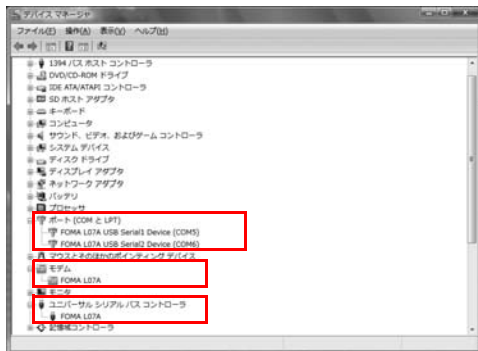 デバイス マネージャ
ファイル(F) 操作(A) 表示(V) ヘルプ(H)
1394 バス ホスト コントローラ
DVD/CD-ROM ドライブ
IDE ATA/ATAPI コントローラ
SD ホスト アダプタ
キーボード
コンピュータ
サウンド、ビデオ、およびゲーム コントローラ
システム デバイス
ディスク ドライブ
ディスプレイ アダプタ
ネットワーク アダプタ
バッテリ
プロセッサ
ポート (COM と LPT)
FOMA L07A USB Serial1 Device (COM5)
FOMA L07A USB Serial2 Device (COM6)
マウスとそのほかのポインティング デバイス
モデム
FOMA L07A
モニタ
ユニバーサル シリアル バス コントローラ
FOMA L07A
記憶域コントローラ